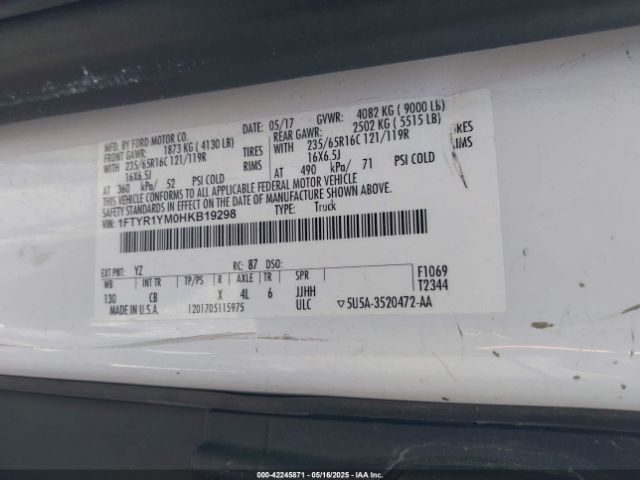 MFD. BY FORD MOTOR CO.
DATE: 05/17 GVWR: 4082 KG ( 9000 LB)
FRONT GAWR: 1873 KG ( 4130 LB)
REAR GAWR: 2502 KG ( 5515 LB)
WITH 235/65R16C 121/119R TIRES
WITH 235/65R16C 121/119R TIRES
16X6.5J RIMS
16X6.5J RIMS
AT 360 kPa/ 52 PSI COLD
AT 490 kPa/ 71 PSI COLD
THIS VEHICLE CONFORMS TO ALL APPLICABLE FEDERAL MOTOR VEHICLE
SAFETY STANDARDS IN EFFECT ON THE DATE OF MANUFACTURE SHOWN ABOVE
VIN: 1FTYR1YM0HKB19298 TYPE: Truck
EXT PNT: YZ RC: 87 DSO:
WB INT TR TP/PS R AXLE TR SPR
130 CB X 4L 6 JJHH
F1069
T2344
MADE IN U.S.A. 1201705115975 ULC ▽5U5A-3520472-AA
© 2000-42245871 - 05/16/2025 - IAAI.COM